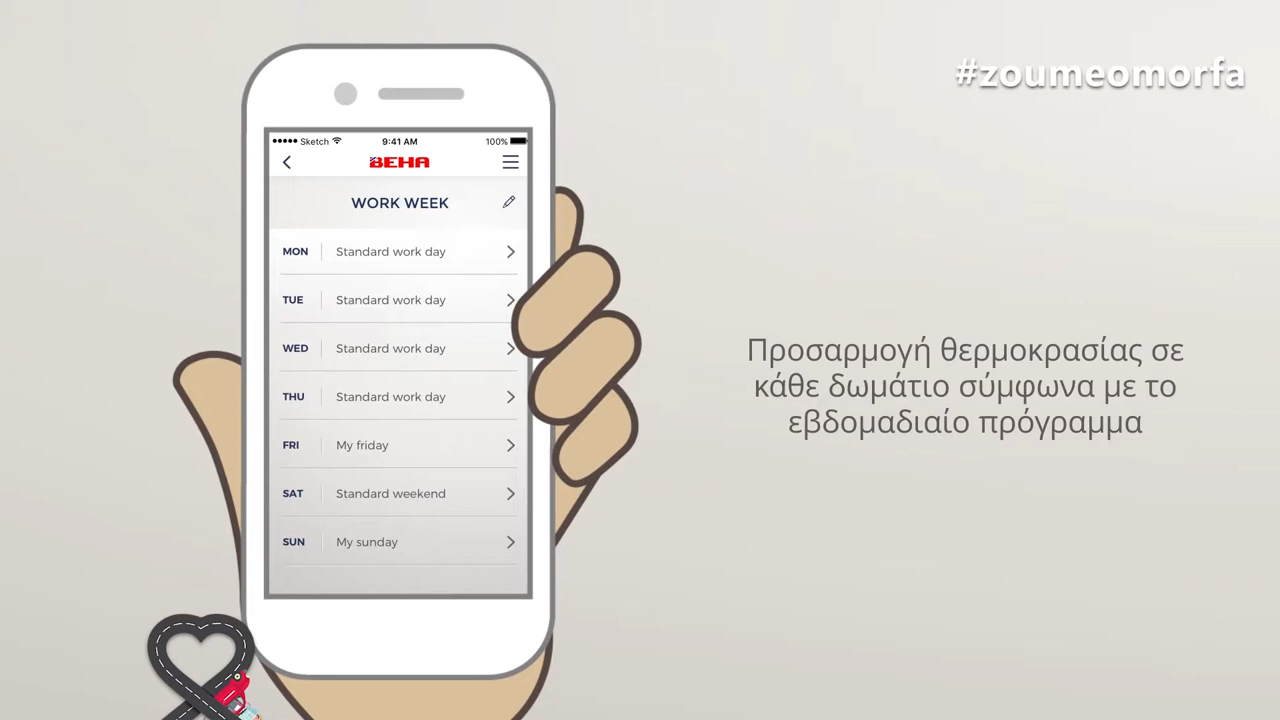 #zoumeomorfa
Sketch 9:41 AM 100%
BEHA
WORK WEEK
MON Standard work day
TUE Standard work day
WED Standard work day
THU Standard work day
FRI My friday
SAT Standard weekend
SUN My sunday
Προσαρμογή θερμοκρασίας σε
κάθε δωμάτιο σύμφωνα με το
εβδομαδιαίο πρόγραμμα